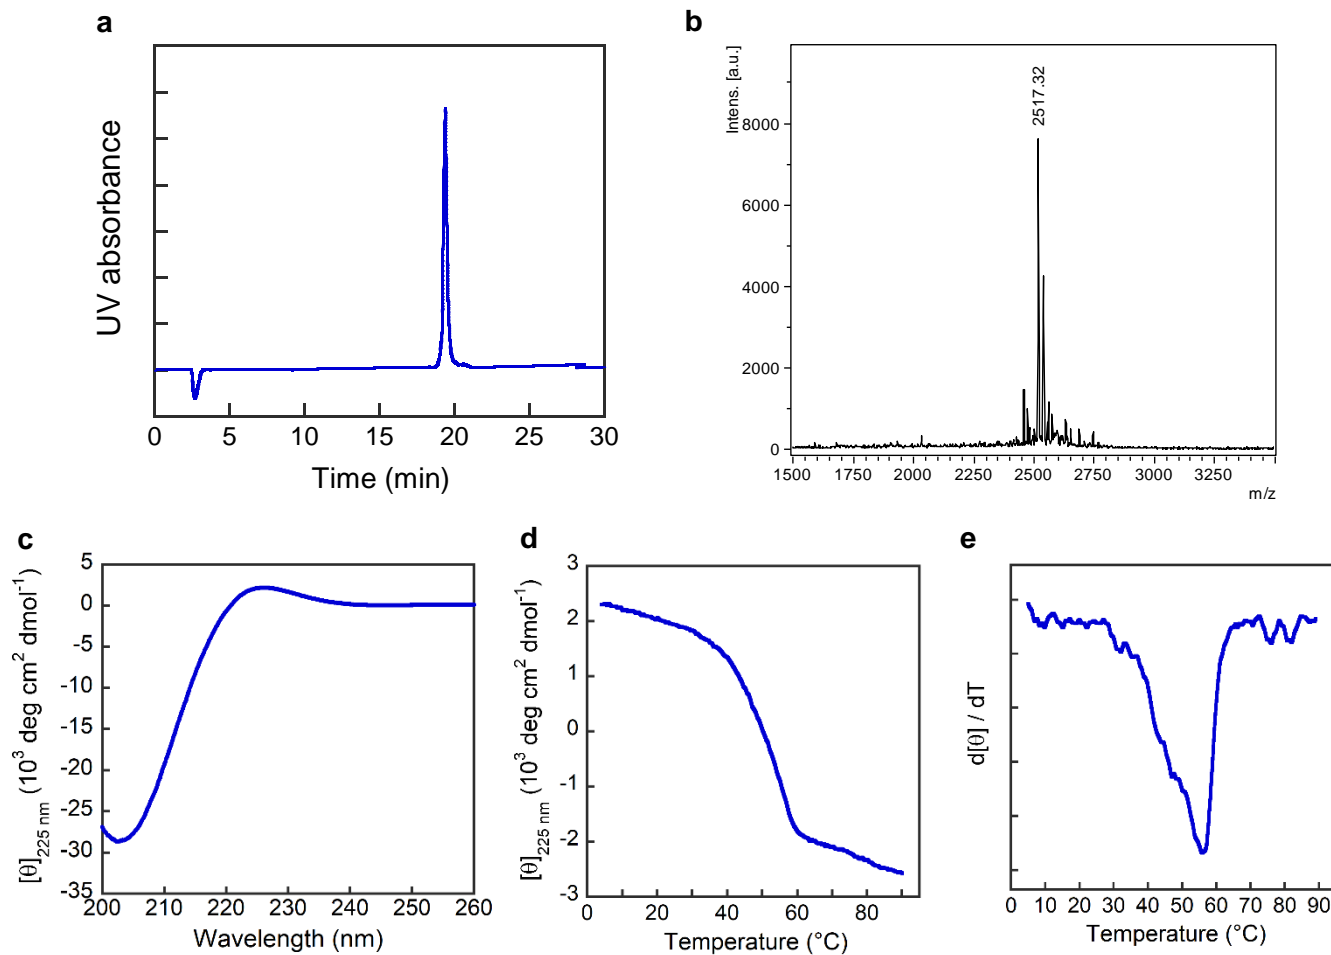 a
UV absorbance
0 5 10 15 20 25 30
Time (min)
b
Intens. [a.u.]
2517.32
8000
6000
4000
2000
0
1500 1750 2000 2250 2500 2750 3000 3250
m/z
c
[θ]225 nm (10³ deg cm² dmol⁻¹)
5
0
-5
-10
-15
-20
-25
-30
-35
200 210 220 230 240 250 260
Wavelength (nm)
d
[θ]225 nm (10³ deg cm² dmol⁻¹)
3
2
1
0
-1
-2
-3
0 20 40 60 80
Temperature (°C)
e
d[θ] / dT
0 10 20 30 40 50 60 70 80 90
Temperature (°C)